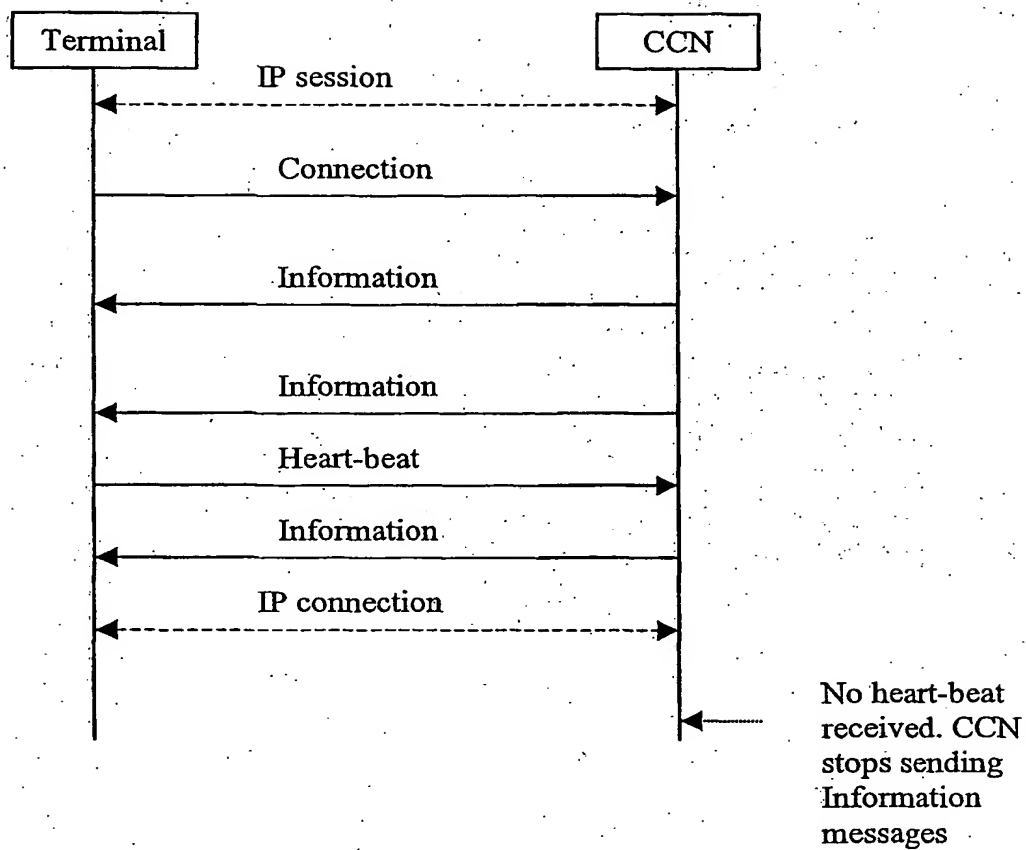 Terminal
CCN
IP session
Connection
Information
Information
Heart-beat
Information
IP connection
No heart-beat
received. CCN
stops sending
Information
messages